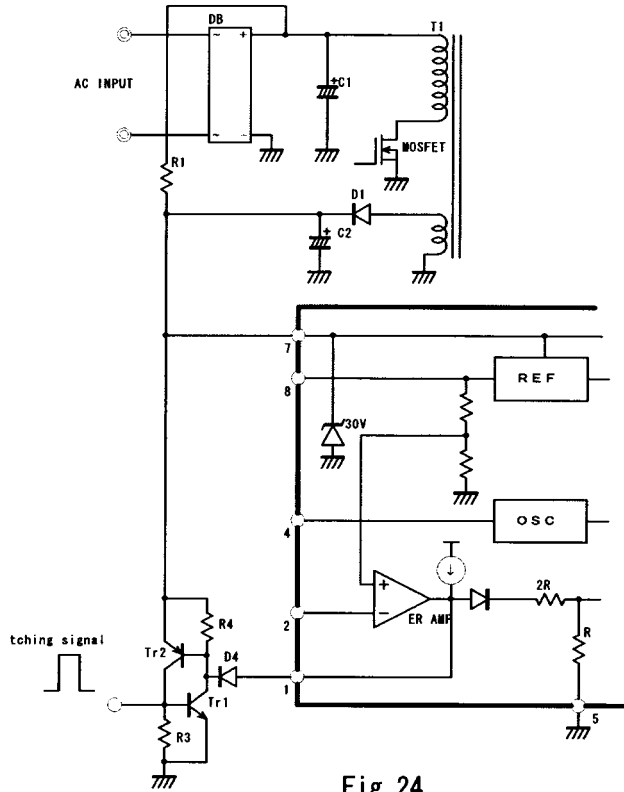 DB
T1
~ +
AC INPUT
+C1
~ -
MOSFET
R1
D1
+
C2
7
REF
8
30V
4
OSC
+
2R
2
-
ER AMP
R4
R
tching signal
Tr2
D4
1
Tr1
5
R3
Fig.24